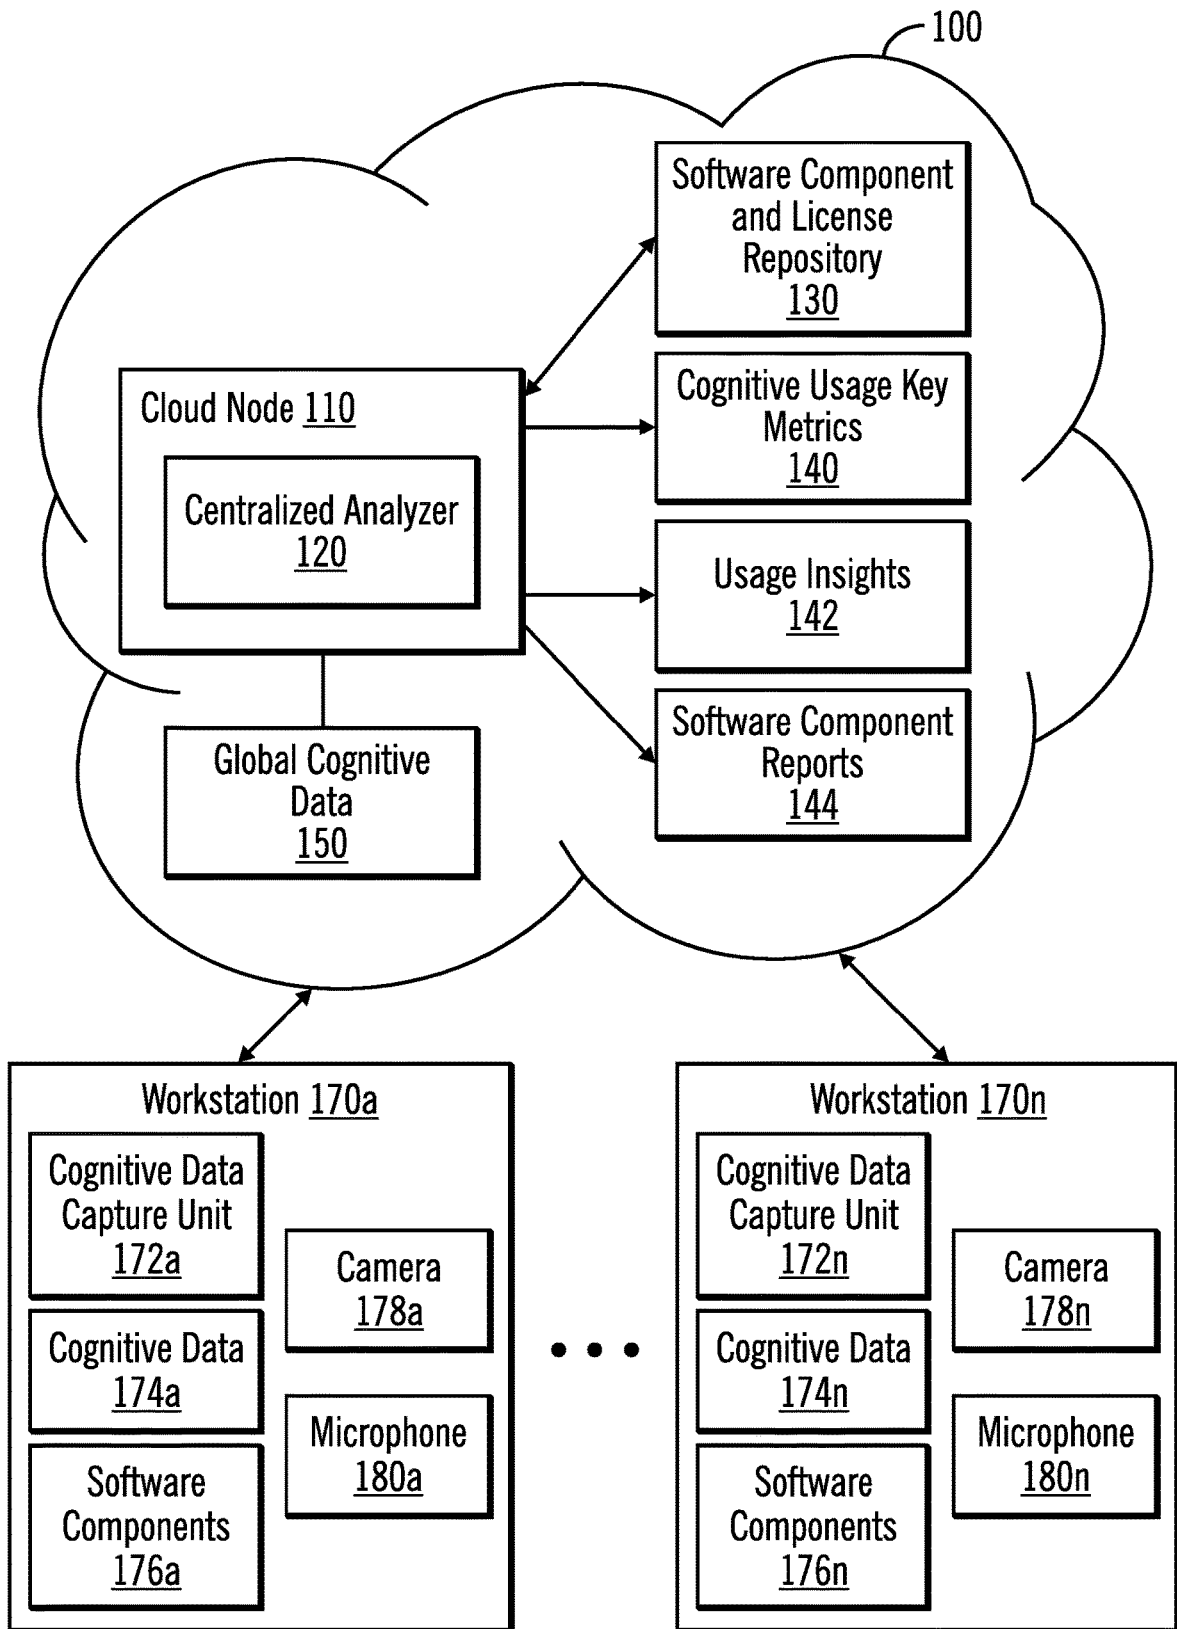 100
Software Component
and License
Repository
130
Cloud Node 110
Centralized Analyzer
120
Cognitive Usage Key
Metrics
140
Usage Insights
142
Software Component
Reports
144
Global Cognitive
Data
150
Workstation 170a
Cognitive Data
Capture Unit
172a
Camera
178a
Cognitive Data
174a
Microphone
180a
Software
Components
176a
Workstation 170n
Cognitive Data
Capture Unit
172n
Camera
178n
Cognitive Data
174n
Microphone
180n
Software
Components
176n